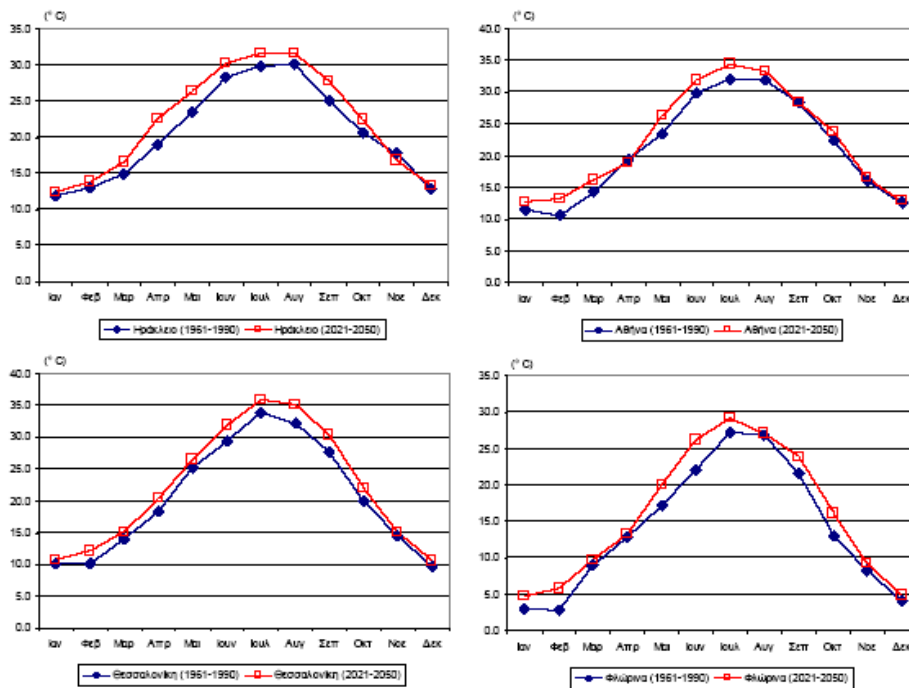 (° C)
35.0
30.0
25.0
20.0
15.0
10.0
5.0
0.0
Ιαν Φεβ Μαρ Απρ Μαι Ιουν Ιουλ Αυγ Σεπ Οκτ Νοε Δεκ
Ηράκλειο (1961-1990) Ηράκλειο (2021-2050)
(° C)
40.0
35.0
30.0
25.0
20.0
15.0
10.0
5.0
0.0
Ιαν Φεβ Μαρ Απρ Μαι Ιουν Ιουλ Αυγ Σεπ Οκτ Νοε Δεκ
Αθήνα (1961-1990) Αθήνα (2021-2050)
(° C)
40.0
35.0
30.0
25.0
20.0
15.0
10.0
5.0
0.0
Ιαν Φεβ Μαρ Απρ Μαι Ιουν Ιουλ Αυγ Σεπ Οκτ Νοε Δεκ
Θεσσαλονίκη (1961-1990) Θεσσαλονίκη (2021-2050)
(° C)
35.0
30.0
25.0
20.0
15.0
10.0
5.0
0.0
Ιαν Φεβ Μαρ Απρ Μαι Ιουν Ιουλ Αυγ Σεπ Οκτ Νοε Δεκ
Φλώρινα (1961-1990) Φλώρινα (2021-2050)